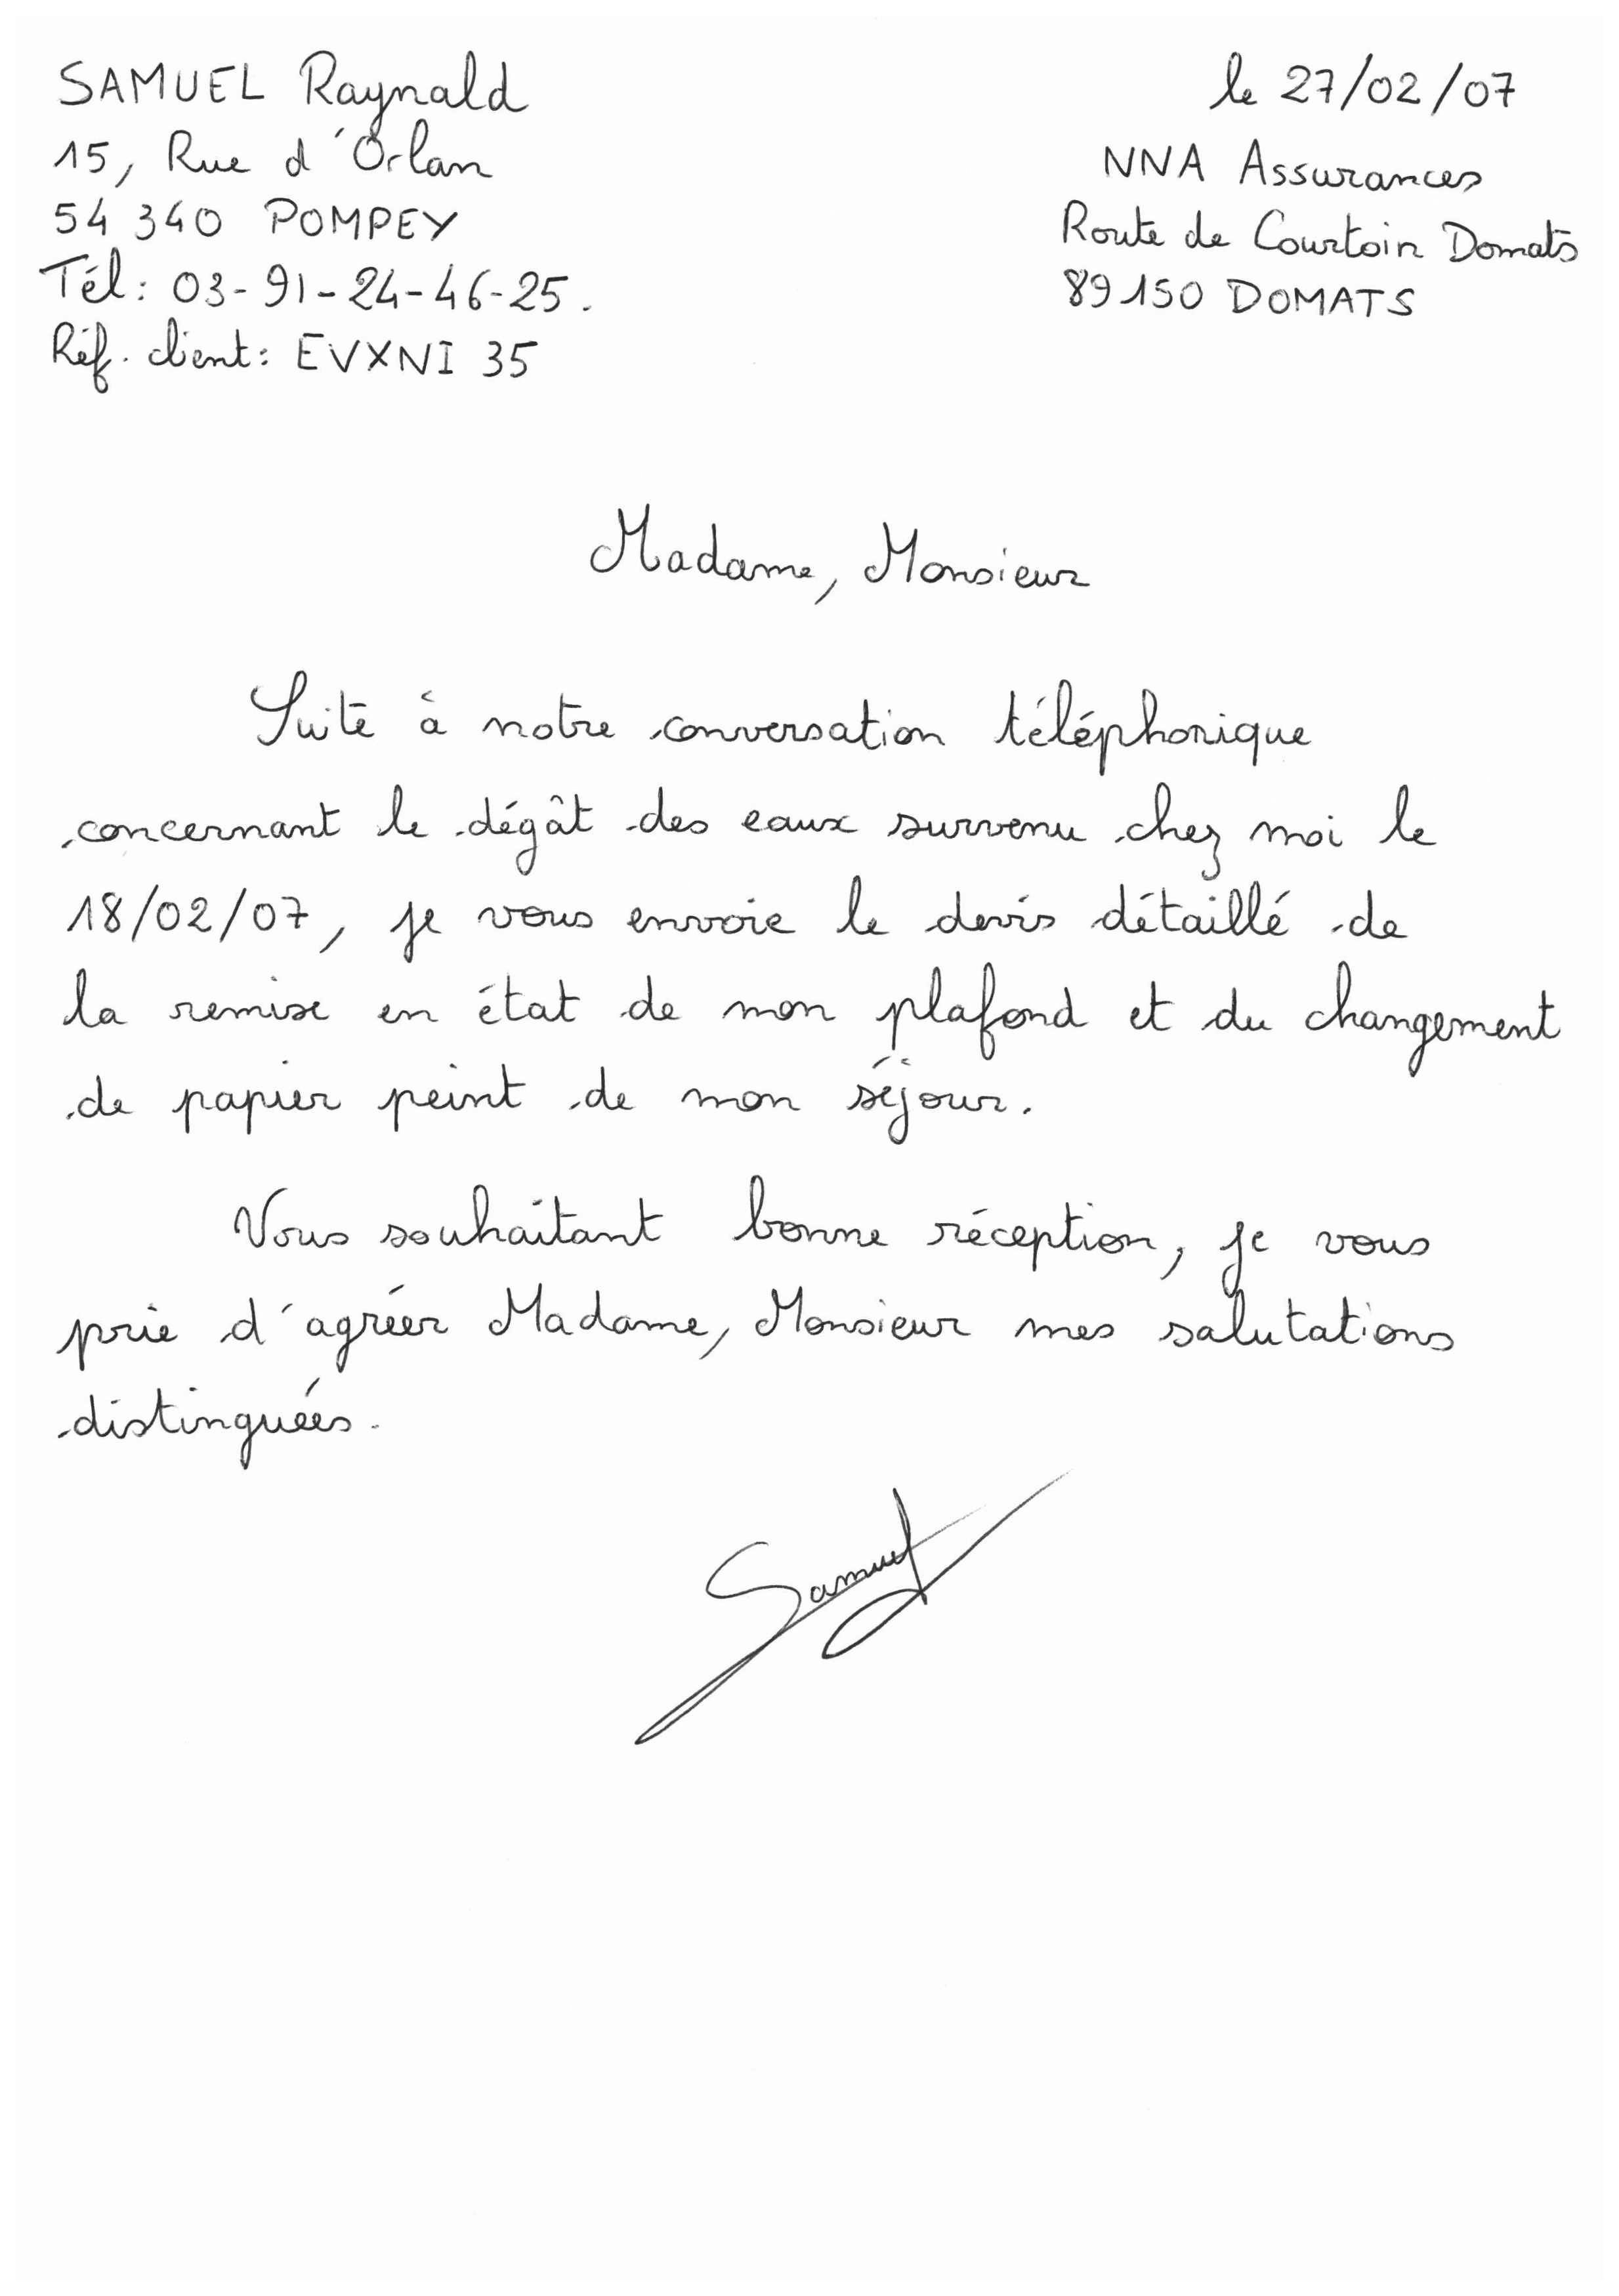 SAMUEL Raynald
15, Rue d'Orlan
54 340 POMPEY
Tél: 03-91-24-46-25.
Réf. client: EVXNI 35
le 27/02/07
NNA Assurances
Route de Courtoin Domats
89150 DOMATS
Madame, Monsieur
Suite à notre conversation téléphonique
concernant le dégât des eaux survenu chez moi le
18/02/07, je vous envoie le devis détaillé de
la remise en état de mon plafond et du changement
de papier peint de mon séjour.
Vous souhaitant bonne réception, je vous
prie d'agréer Madame, Monsieur mes salutations
distinguées.
Samuel